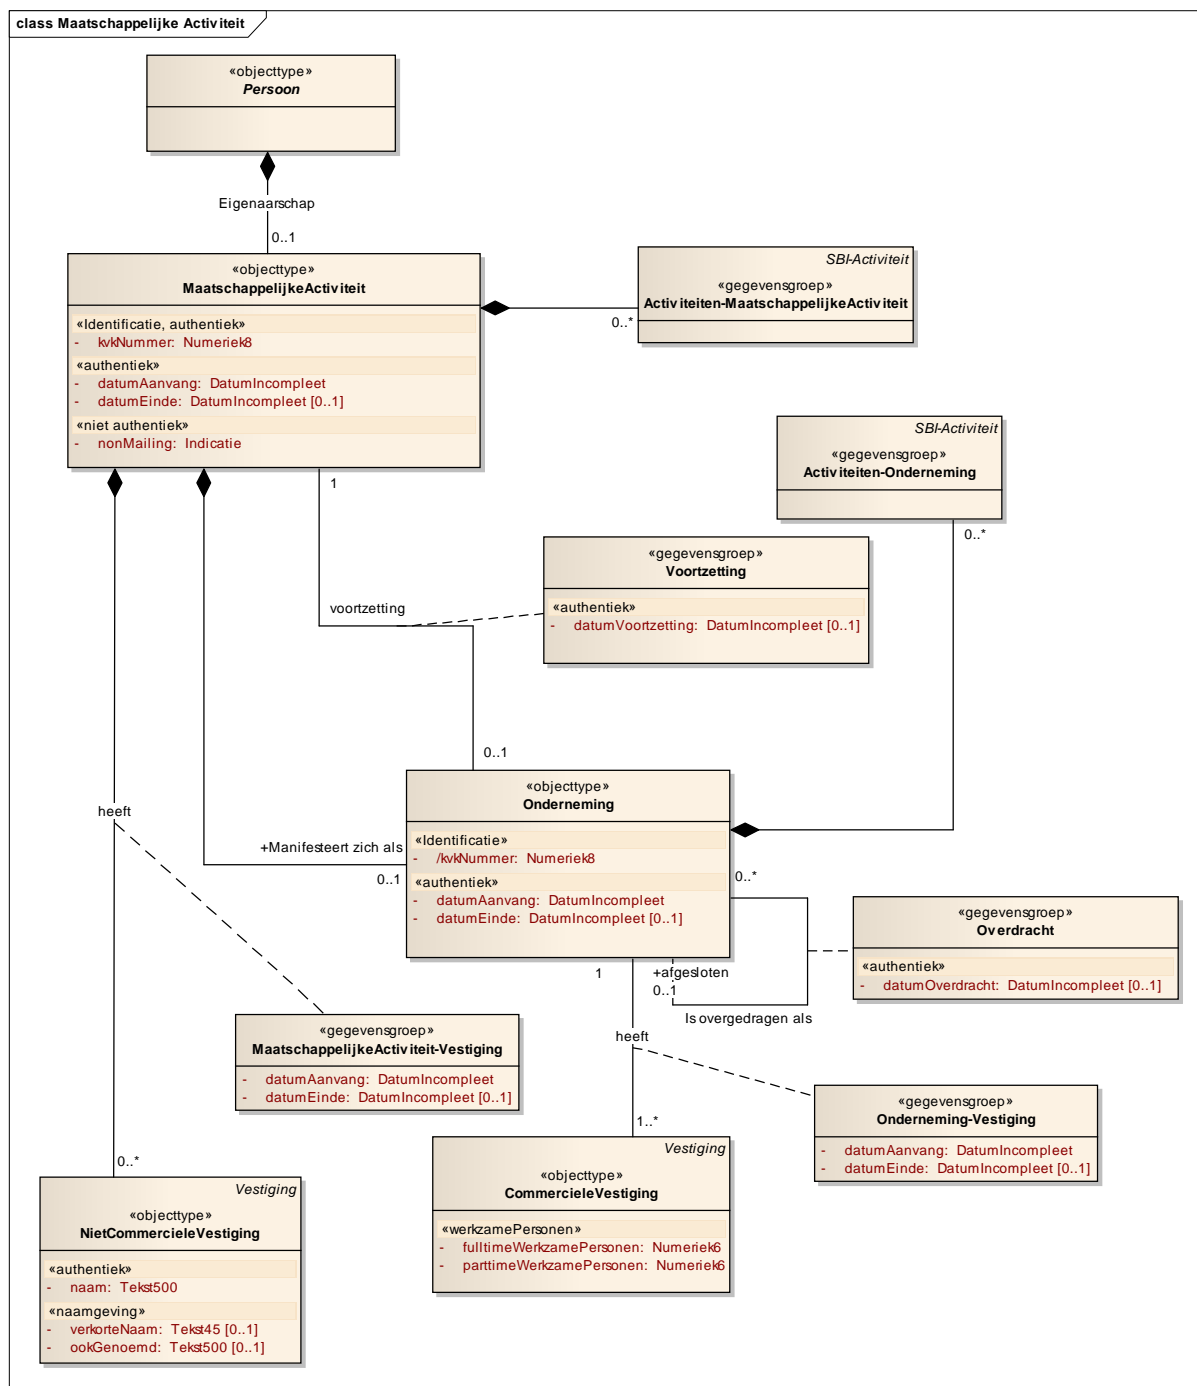 class Maatschappelijke Activiteit
«objecttype»
Persoon
Eigenaarschap
0..1
«objecttype»
MaatschappelijkeActiviteit
«Identificatie, authentiek»
- kvkNummer: Numeriek8
«authentiek»
- datumAanvang: DatumIncompleet
- datumEinde: DatumIncompleet [0..1]
«niet authentiek»
- nonMailing: Indicatie
SBI-Activiteit
«gegevensgroep»
Activiteiten-MaatschappelijkeActiviteit
0..*
SBI-Activiteit
«gegevensgroep»
Activiteiten-Onderneming
0..*
1
«gegevensgroep»
Voortzetting
«authentiek»
- datumVoortzetting: DatumIncompleet [0..1]
voortzetting
0..1
«objecttype»
Onderneming
«Identificatie»
- /kvkNummer: Numeriek8
«authentiek»
- datumAanvang: DatumIncompleet
- datumEinde: DatumIncompleet [0..1]
heeft
+Manifesteert zich als
0..1
0..*
«gegevensgroep»
Overdracht
«authentiek»
- datumOverdracht: DatumIncompleet [0..1]
1
+afgesloten
0..1
Is overgedragen als
«gegevensgroep»
MaatschappelijkeActiviteit-Vestiging
- datumAanvang: DatumIncompleet
- datumEinde: DatumIncompleet [0..1]
heeft
«gegevensgroep»
Onderneming-Vestiging
- datumAanvang: DatumIncompleet
- datumEinde: DatumIncompleet [0..1]
1..*
0..*
Vestiging
«objecttype»
CommercieleVestiging
«werkzamePersonen»
- fulltimeWerkzamePersonen: Numeriek6
- parttimeWerkzamePersonen: Numeriek6
Vestiging
«objecttype»
NietCommercieleVestiging
«authentiek»
- naam: Tekst500
«naamgeving»
- verkorteNaam: Tekst45 [0..1]
- ookGenoemd: Tekst500 [0..1]